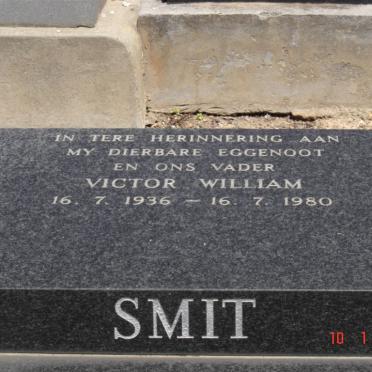 IN TERE HERINNERING AAN
MY DIERBARE EGGENOOT
EN ONS VADER
VICTOR WILLIAM
16. 7. 1936 – 16. 7. 1980
SMIT
10 1